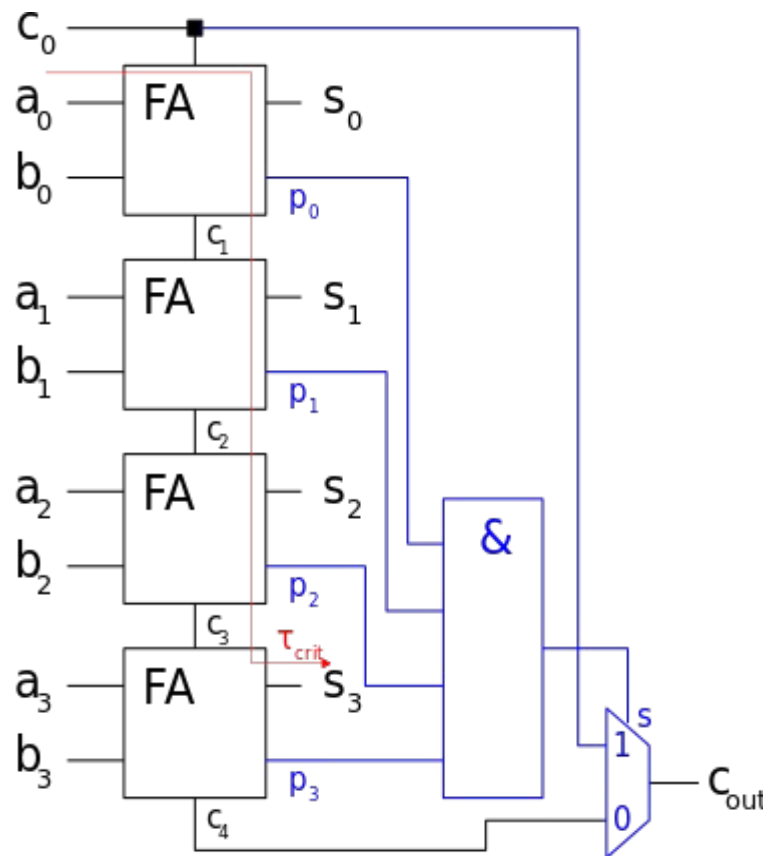 c0
a0 FA s0
b0 p0
c1
a1 FA s1
b1 p1
c2
a2 FA s2
&
b2 p2
c3 τcrit
a3 FA s3
s
1
b3 p3
cout
c4 0